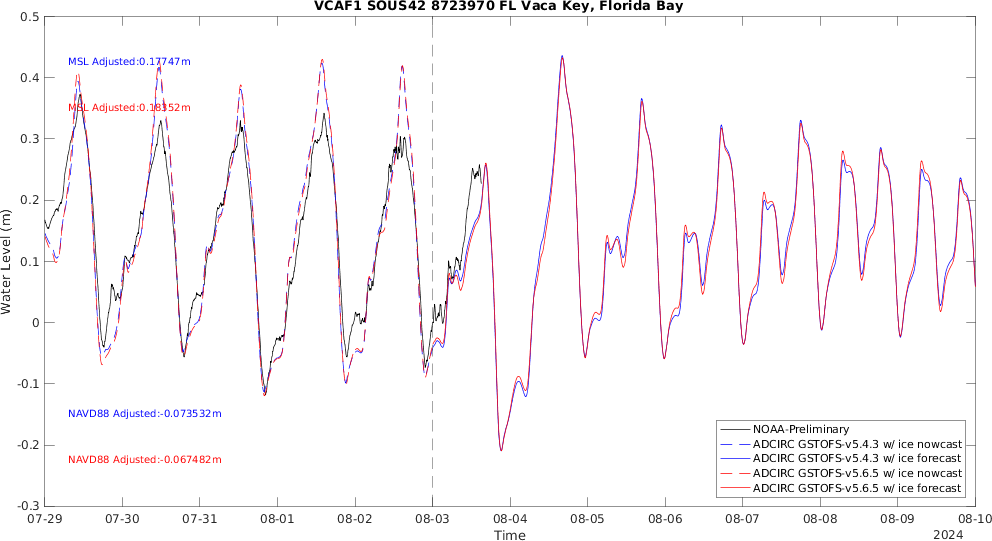 VCAF1 SOUS42 8723970 FL Vaca Key, Florida Bay
Water Level (m)
0.5
0.4
0.3
0.2
0.1
0
-0.1
-0.2
-0.3
MSL Adjusted:0.17747m
MSL Adjusted:0.18352m
NAVD88 Adjusted:-0.073532m
NAVD88 Adjusted:-0.067482m
NOAA-Preliminary
ADCIRC GSTOFS-v5.4.3 w/ ice nowcast
ADCIRC GSTOFS-v5.4.3 w/ ice forecast
ADCIRC GSTOFS-v5.6.5 w/ ice nowcast
ADCIRC GSTOFS-v5.6.5 w/ ice forecast
07-29 07-30 07-31 08-01 08-02 08-03 08-04 08-05 08-06 08-07 08-08 08-09 08-10
Time
2024